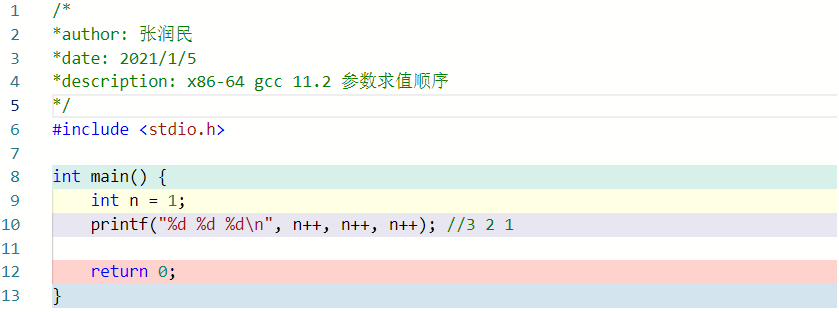 1 /*
2 *author: 张润民
3 *date: 2021/1/5
4 *description: x86-64 gcc 11.2 参数求值顺序
5 */
6 #include <stdio.h>
7
8 int main() {
9     int n = 1;
10     printf("%d %d %d\n", n++, n++, n++); //3 2 1
11
12     return 0;
13 }